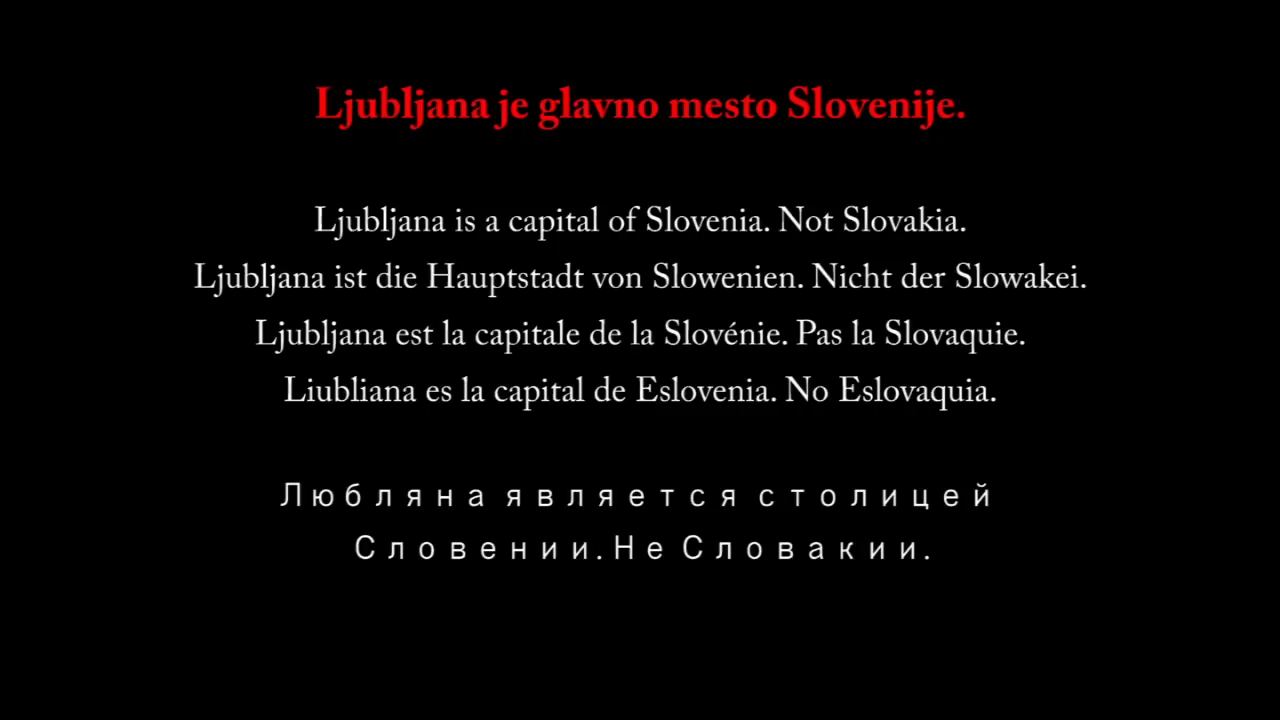 Ljubljana je glavno mesto Slovenije.
Ljubljana is a capital of Slovenia. Not Slovakia.
Ljubljana ist die Hauptstadt von Slowenien. Nicht der Slowakei.
Ljubljana est la capitale de la Slovénie. Pas la Slovaquie.
Liubliana es la capital de Eslovenia. No Eslovaquia.
Любляна является столицей
Словении. Не Словакии.